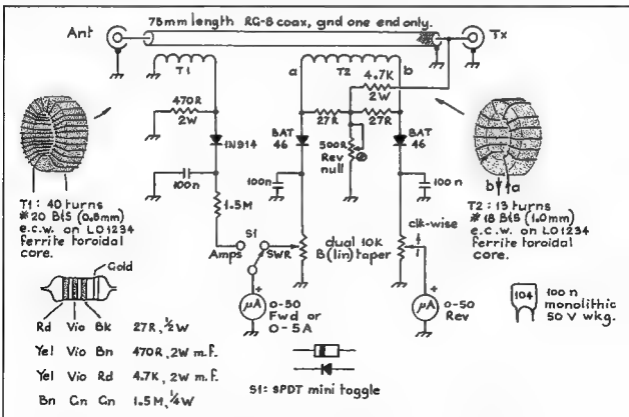 75mm length RG-8 coax, gnd one end only.
Ant
Tx
T1
a
T2
b
4.7K
2W
470R
2W
27R
27R
1N914
BAT
46
500R
Rev
null
BAT
46
100n
100n
100n
1.5M
T1: 40 turns
#20 B&S (0.8mm)
e.c.w. on LO1234
ferrite toroidal
core.
T2: 13 turns
#18 B&S (1.0mm)
e.c.w. on LO1234
ferrite toroidal
core.
b
a
S1
Amps
SWR
dual 10K
B(lin) taper
clk-wise
+
+
µA
0-50
Fwd or
0-5A
µA
0-50
Rev
104
100n
monolithic
50V wkg.
Gold
Rd Vio Bk 27R, ½W
Yel Vio Bn 470R, 2W m.f.
Yel Vio Rd 4.7K, 2W m.f.
Bn Gn Gn 1.5M, ¼W
S1: SPDT mini toggle